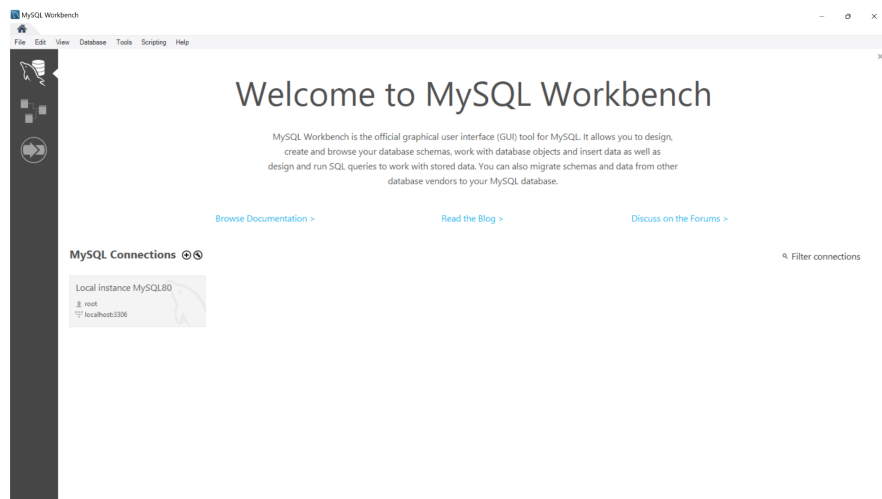 MySQL Workbench
File Edit View Database Tools Scripting Help
Welcome to MySQL Workbench
MySQL Workbench is the official graphical user interface (GUI) tool for MySQL. It allows you to design,
create and browse your database schemas, work with database objects and insert data as well as
design and run SQL queries to work with stored data. You can also migrate schemas and data from other
database vendors to your MySQL database.
Browse Documentation > Read the Blog > Discuss on the Forums >
MySQL Connections Filter connections
Local instance MySQL80
root
localhost:3306